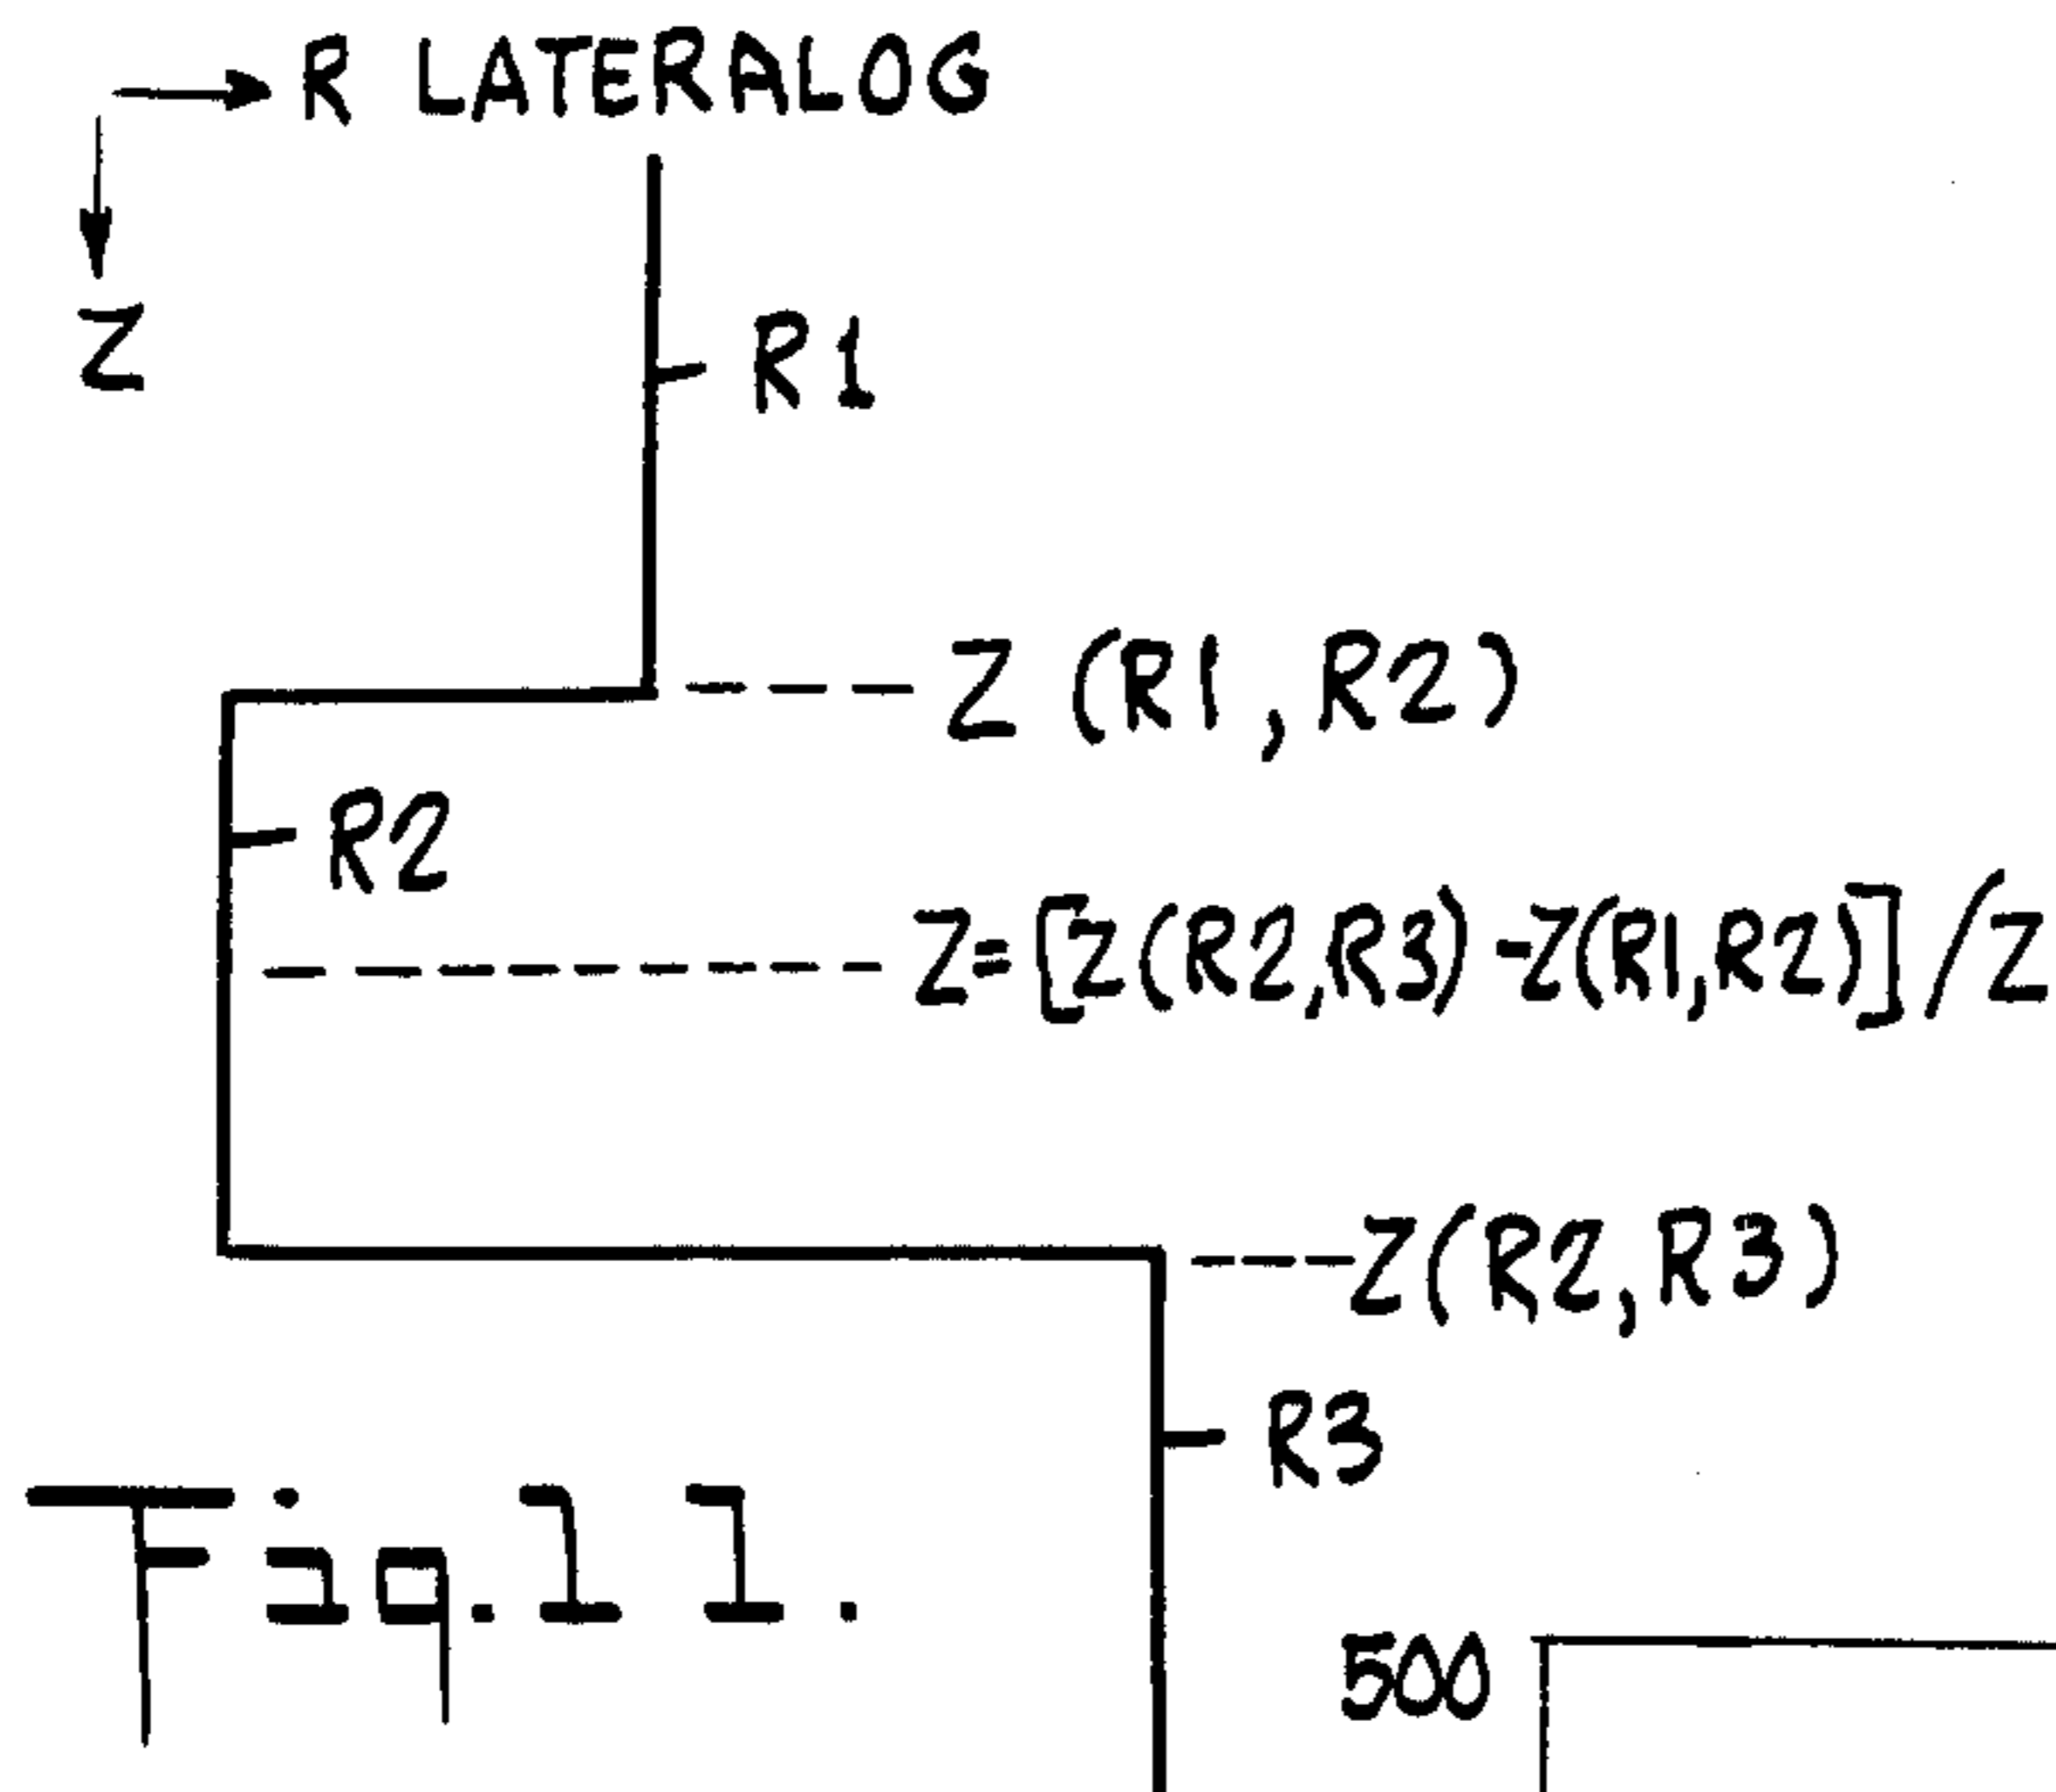 R LATERALOG
Z
R1
Z (R1, R2)
R2
Z=[Z(R2,R3)-Z(R1,R2)]/Z
Z(R2,R3)
R3
Fig.11.
500